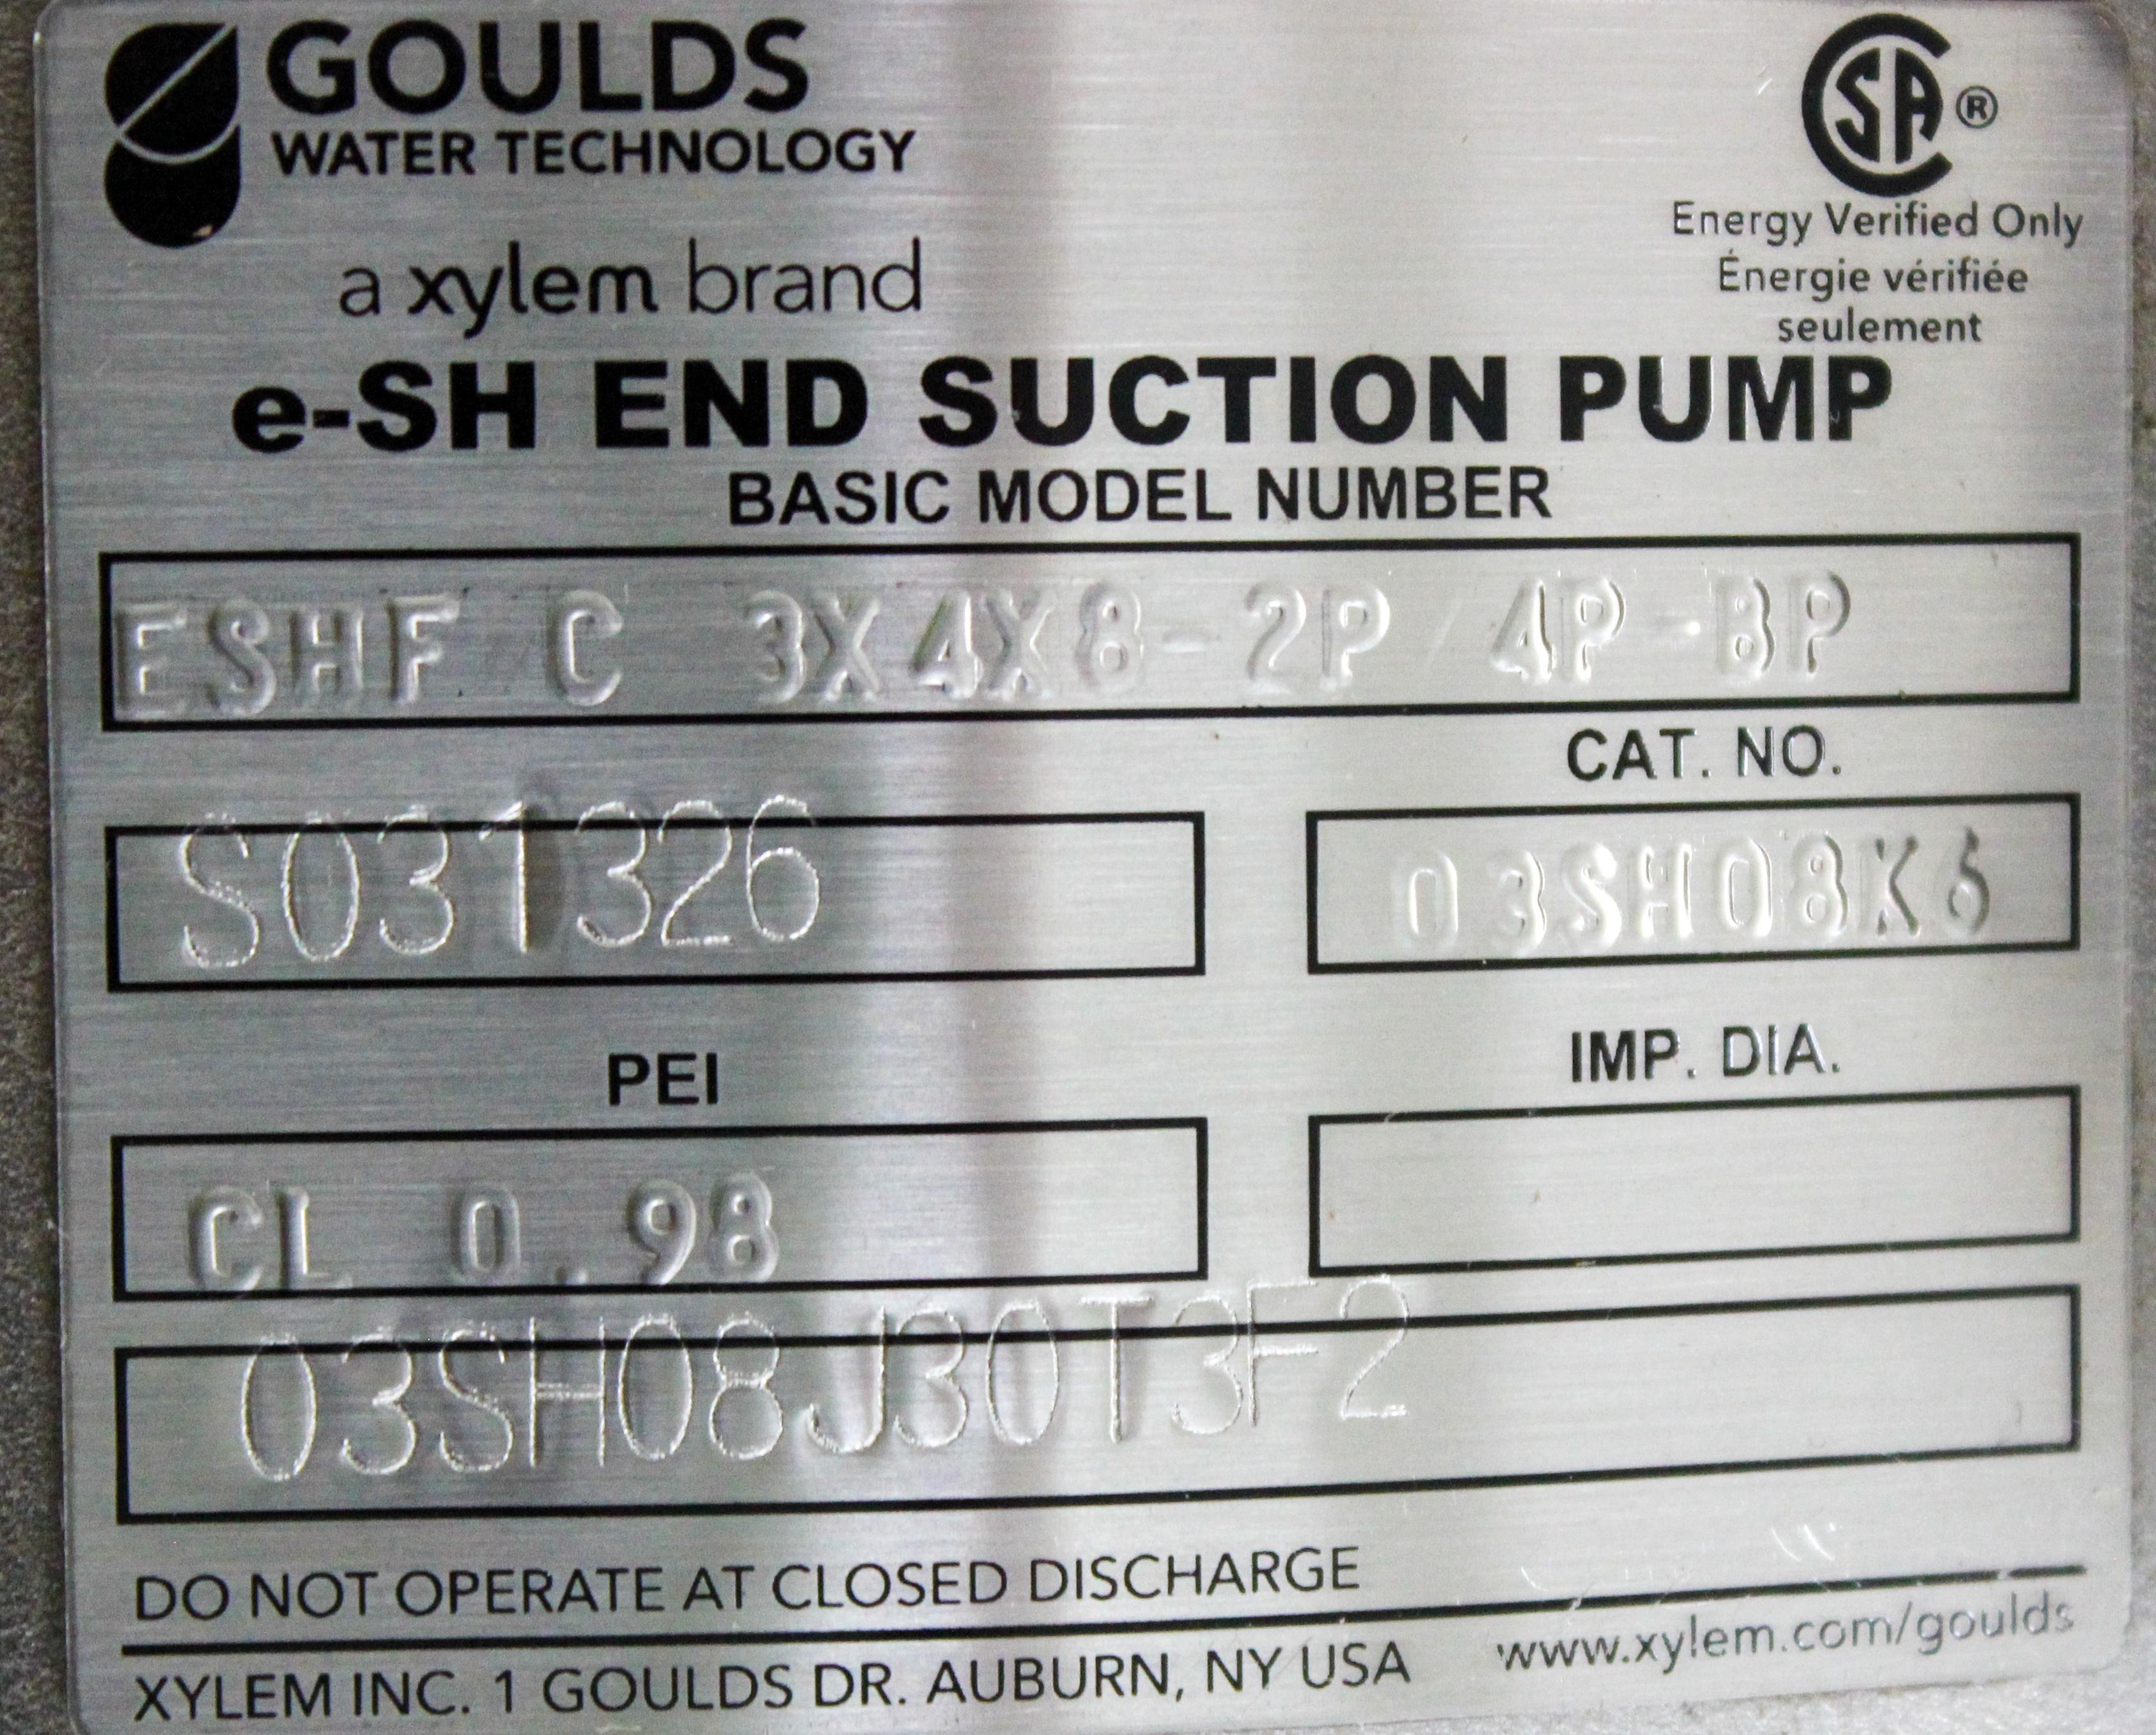 GOULDS
WATER TECHNOLOGY
a xylem brand
CSA®
Energy Verified Only
Énergie vérifiée
seulement
e-SH END SUCTION PUMP
BASIC MODEL NUMBER
ESHF C 3X4X8-2P/4P-BP
CAT. NO.
S031326
03SH08K6
PEI
IMP. DIA.
CL 0.98
03SH08J30T3F2
DO NOT OPERATE AT CLOSED DISCHARGE
XYLEM INC. 1 GOULDS DR. AUBURN, NY USA
www.xylem.com/goulds